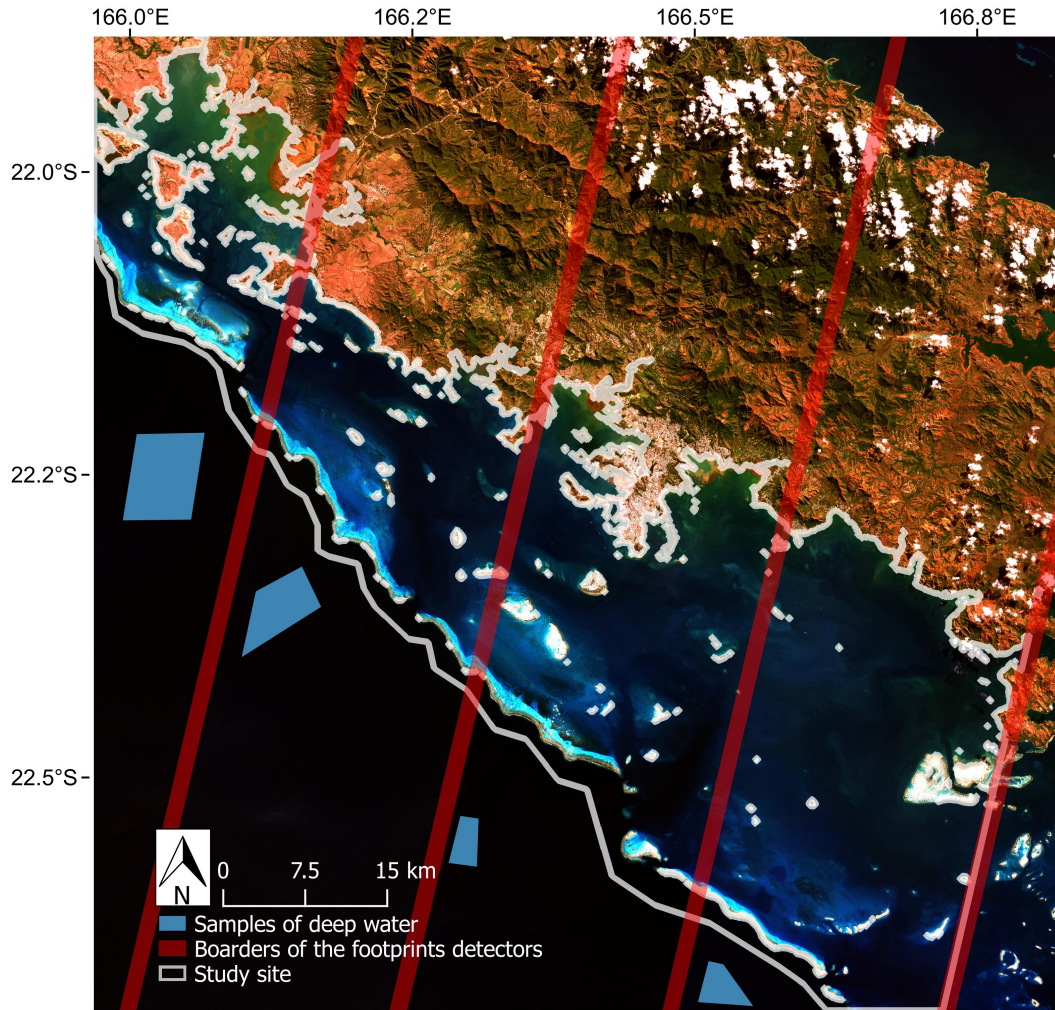 166.0°E 166.2°E 166.5°E 166.8°E
22.0°S
22.2°S
22.5°S
N
0 7.5 15 km
Samples of deep water
Boarders of the footprints detectors
Study site